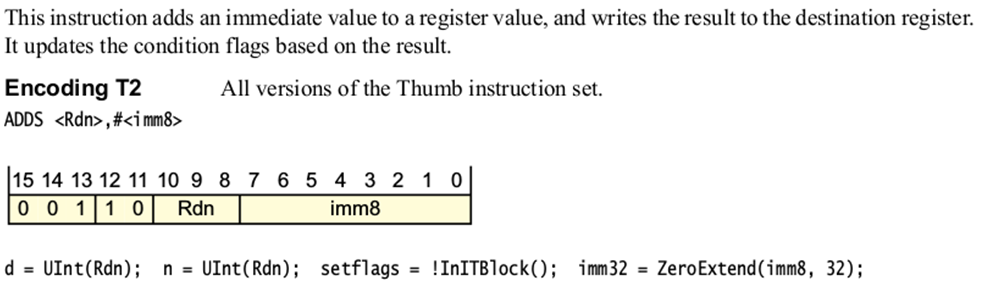 This instruction adds an immediate value to a register value, and writes the result to the destination register.
It updates the condition flags based on the result.
Encoding T2 All versions of the Thumb instruction set.
ADDS <Rdn>,#<imm8>
15 14 13 12 11 10 9 8 7 6 5 4 3 2 1 0
0 0 1 1 0 Rdn imm8
d = UInt(Rdn); n = UInt(Rdn); setflags = !InITBlock(); imm32 = ZeroExtend(imm8, 32);